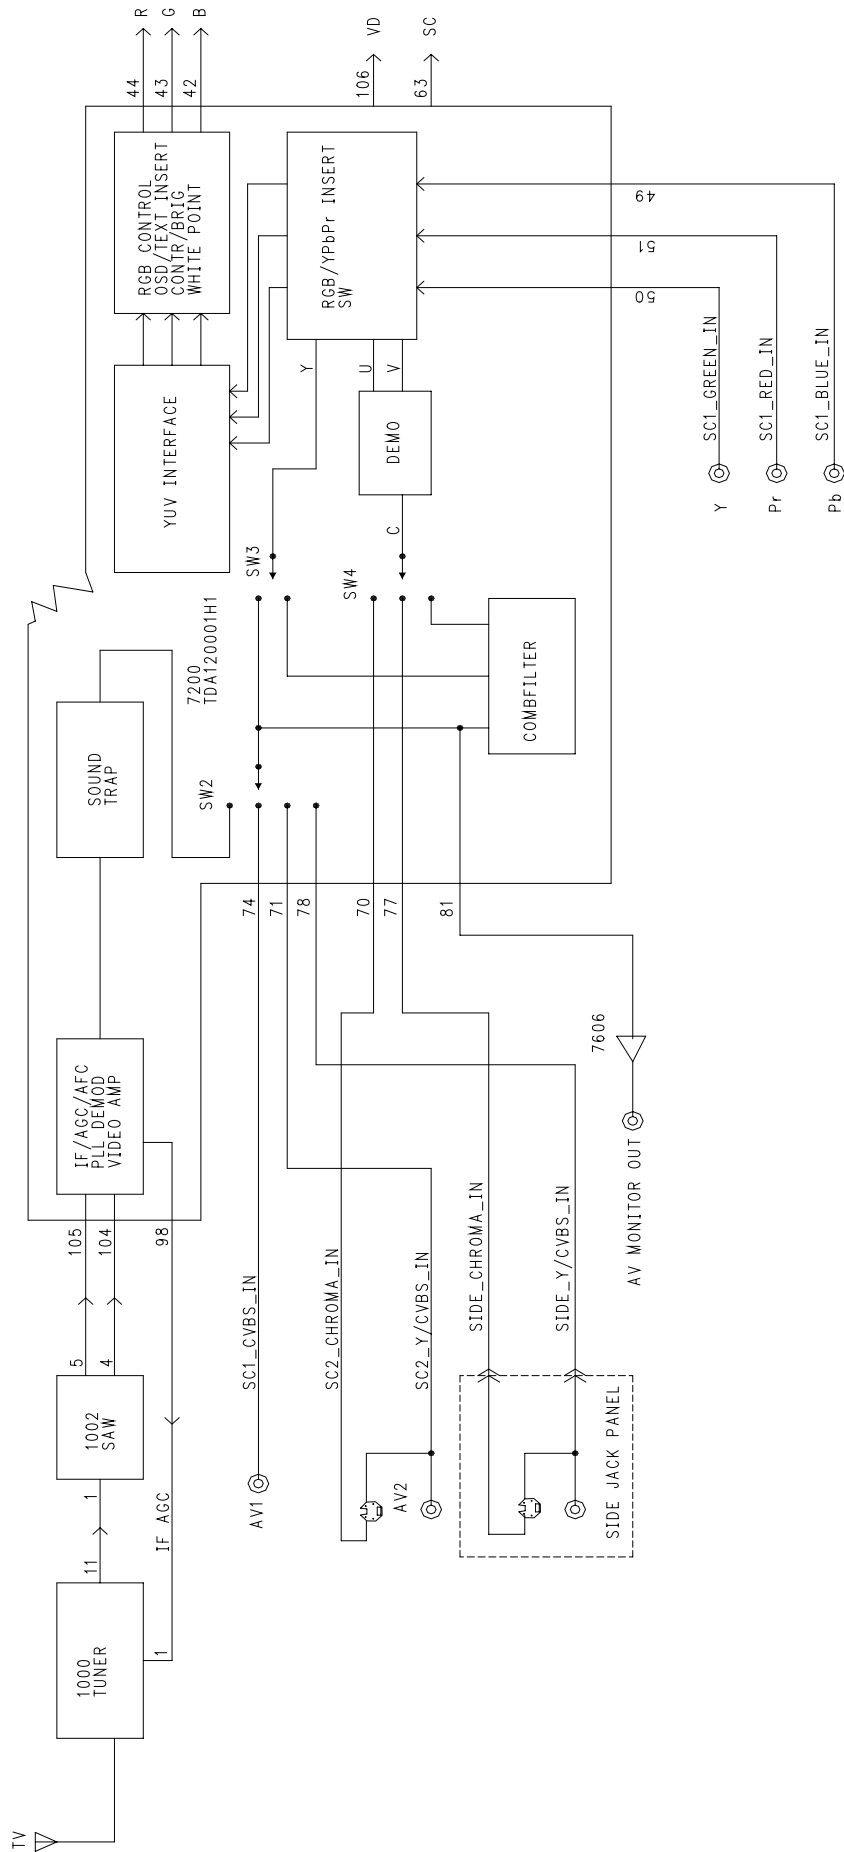 TV
1000
TUNER
11
1
1
IF AGC
1002
SAW
5
4
105
104
98
IF/AGC/AFC
PLL DEMOD
VIDEO AMP
SOUND
TRAP
7200
TDA120001H1
SW2
SW3
SW4
YUV INTERFACE
RGB CONTROL
OSD/TEXT INSERT
CONTR/BRIG
WHITE POINT
44
43
42
R
G
B
106
63
VD
SC
RGB/YPbPr INSERT
SW
Y
U
V
DEMO
C
COMBFILTER
AV1
SC1_CVBS_IN
74
71
78
70
77
81
AV2
SC2_CHROMA_IN
SC2_Y/CVBS_IN
SIDE_CHROMA_IN
SIDE_Y/CVBS_IN
SIDE JACK PANEL
AV MONITOR OUT
7606
49
51
50
Y
SC1_GREEN_IN
Pr
SC1_RED_IN
Pb
SC1_BLUE_IN